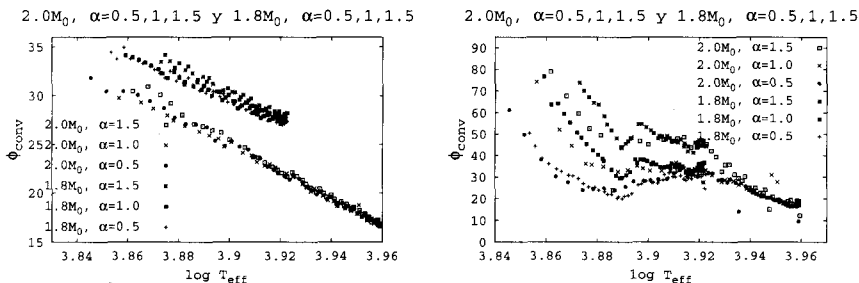 2.0M₀, α=0.5,1,1.5 y 1.8M₀, α=0.5,1,1.5
35
30
25
20
15
ϕconv
2.0M₀, α=1.5
2.0M₀, α=1.0
2.0M₀, α=0.5
1.8M₀, α=1.5
1.8M₀, α=1.0
1.8M₀, α=0.5
3.84 3.86 3.88 3.9 3.92 3.94 3.96
log Teff
2.0M₀, α=0.5,1,1.5 y 1.8M₀, α=0.5,1,1.5
90
80
70
60
50
40
30
20
10
0
ϕconv
2.0M₀, α=1.5
2.0M₀, α=1.0
2.0M₀, α=0.5
1.8M₀, α=1.5
1.8M₀, α=1.0
1.8M₀, α=0.5
3.84 3.86 3.88 3.9 3.92 3.94 3.96
log Teff